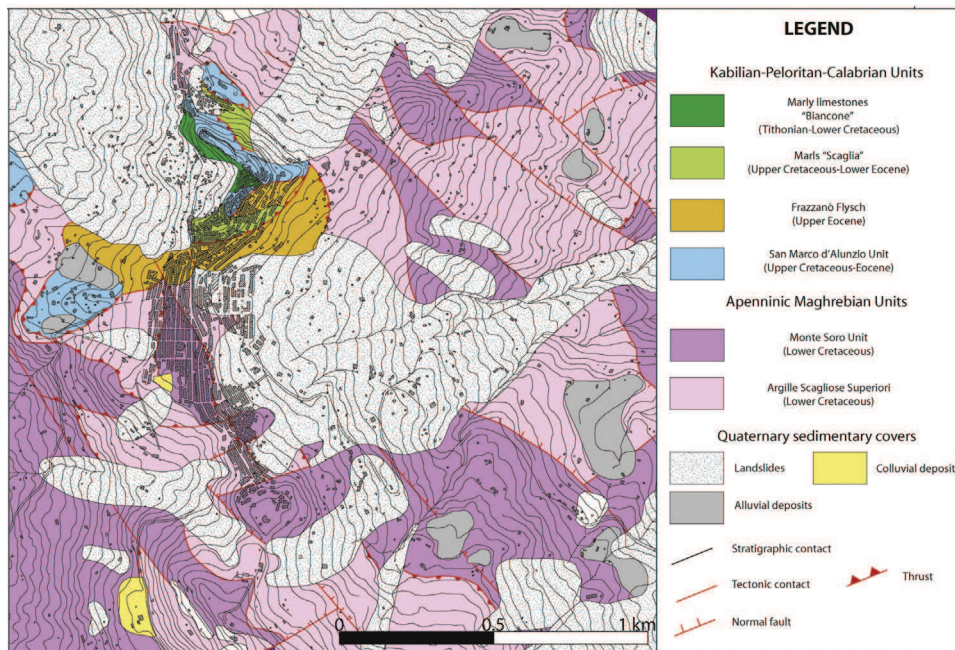 LEGEND
Kabilian-Peloritan-Calabrian Units
Marly limestones
"Biancone"
(Tithonian-Lower Cretaceous)
Marls "Scaglia"
(Upper Cretaceous-Lower Eocene)
Frazzanò Flysch
(Upper Eocene)
San Marco d'Alunzio Unit
(Upper Cretaceous-Eocene)
Apenninic Maghrebian Units
Monte Soro Unit
(Lower Cretaceous)
Argille Scagliose Superiori
(Lower Cretaceous)
Quaternary sedimentary covers
Landslides
Colluvial deposit
Alluvial deposits
Stratigraphic contact
Tectonic contact
Thrust
Normal fault
0 0.5 1 km